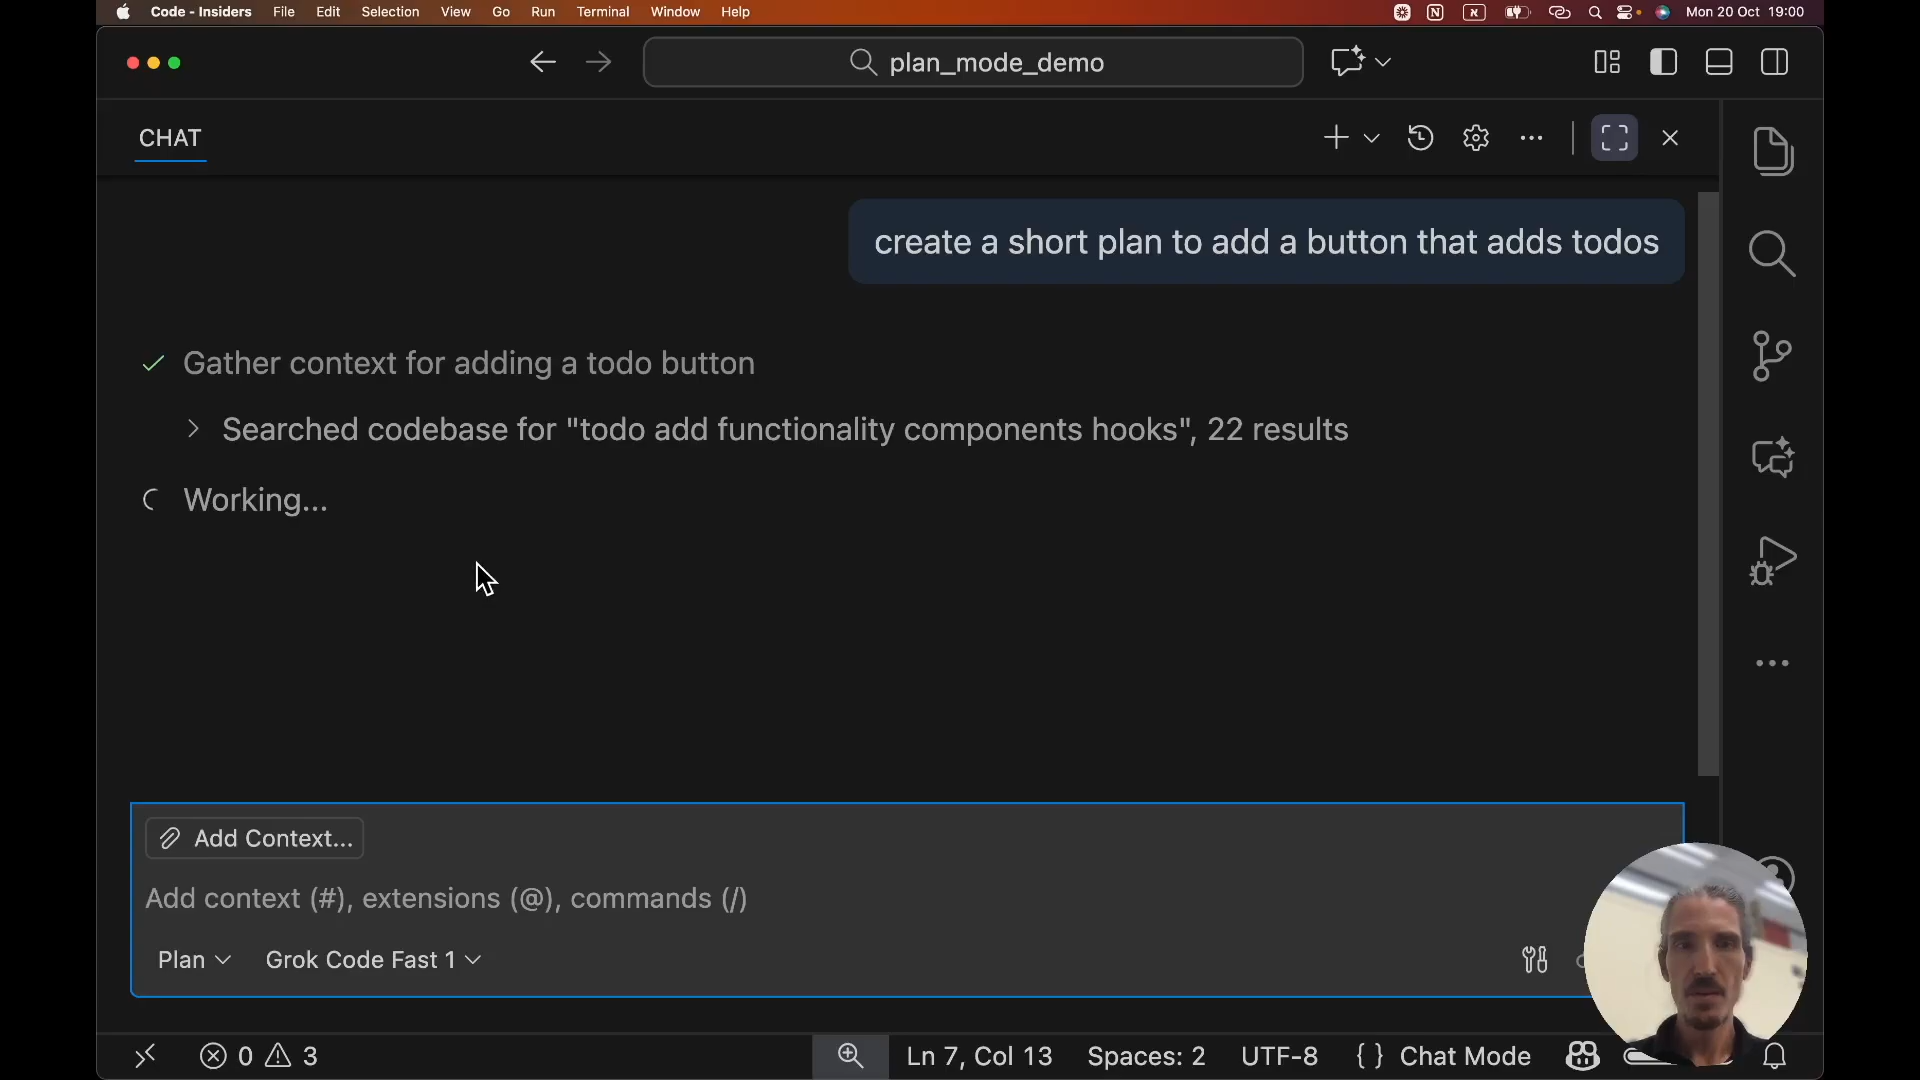 Code - Insiders File Edit Selection View Go Run Terminal Window Help Mon 20 Oct 19:00
plan_mode_demo
CHAT
create a short plan to add a button that adds todos
Gather context for adding a todo button
Searched codebase for "todo add functionality components hooks", 22 results
Working...
Add Context...
Add context (#), extensions (@), commands (/)
Plan Grok Code Fast 1
0 3 Ln 7, Col 13 Spaces: 2 UTF-8 { } Chat Mode